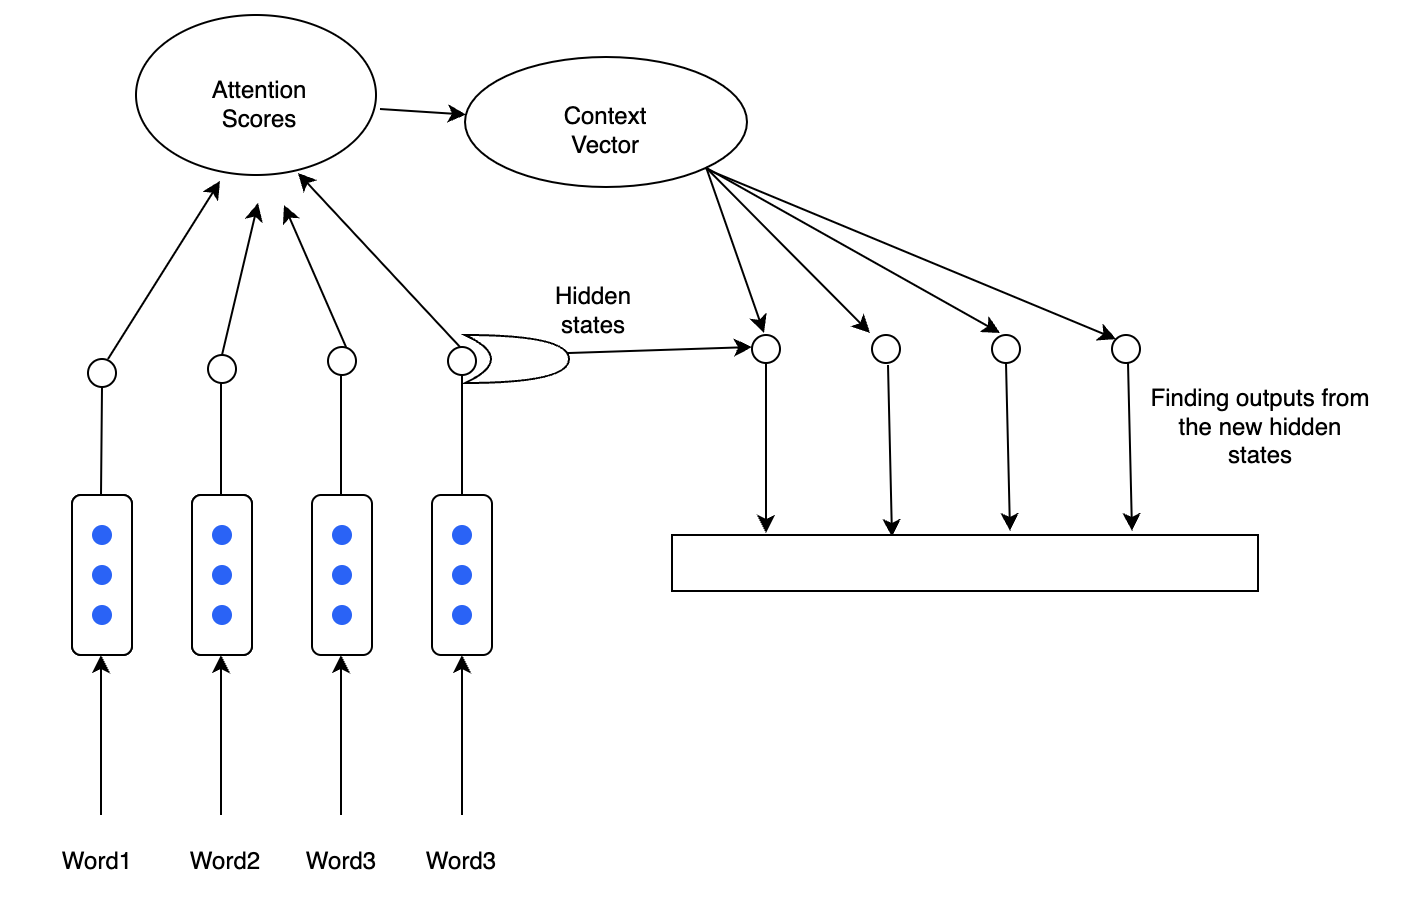 Attention
Scores
Context
Vector
Hidden
states
Finding outputs from
the new hidden
states
Word1
Word2
Word3
Word3